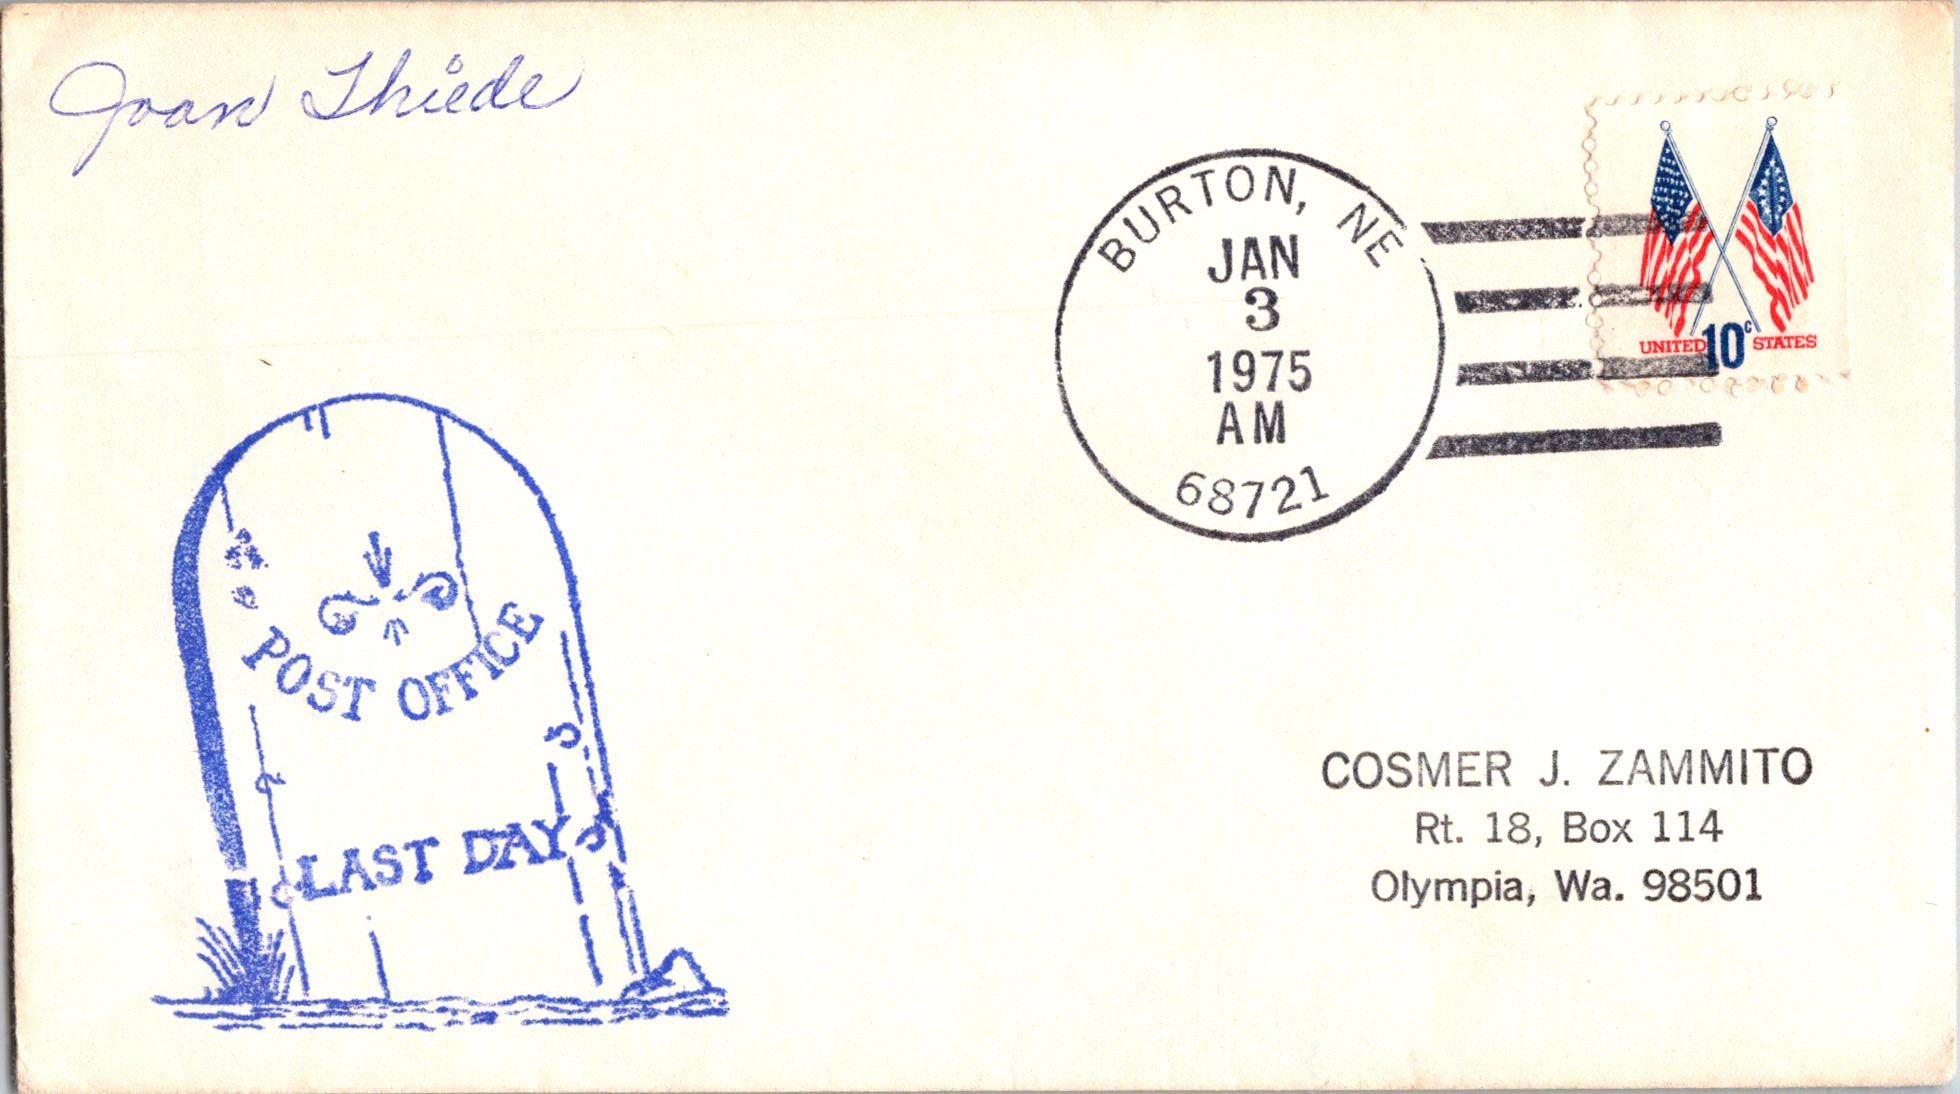 Joan Thiede
BURTON, NE
JAN
3
1975
AM
68721
UNITED 10c STATES
POST OFFICE
LAST DAY
COSMER J. ZAMMITO
Rt. 18, Box 114
Olympia, Wa. 98501